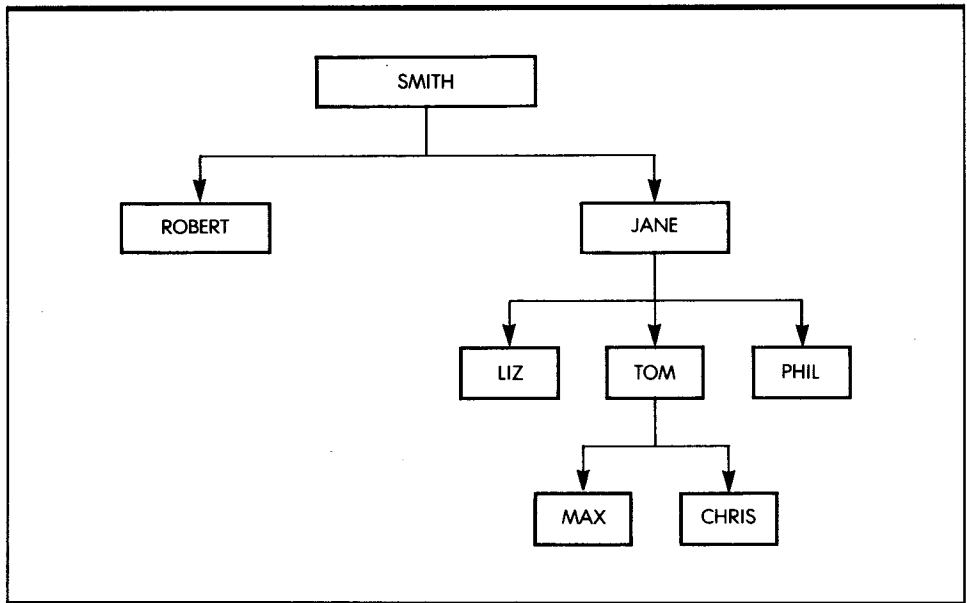 SMITH
ROBERT
JANE
LIZ
TOM
PHIL
MAX
CHRIS